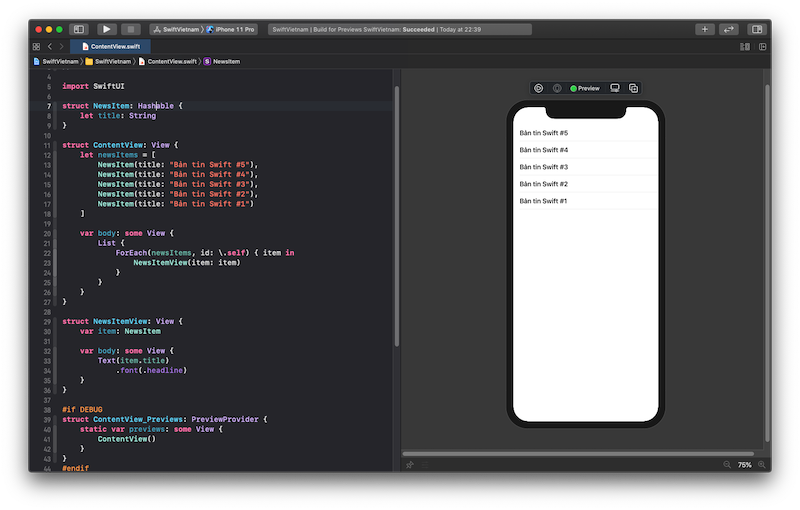 SwiftVietnam › iPhone 11 Pro
SwiftVietnam | Build for Previews SwiftVietnam: Succeeded | Today at 22:39
ContentView.swift
SwiftVietnam › SwiftVietnam › ContentView.swift › S NewsItem
4
5 import SwiftUI
6
7 struct NewsItem: Hashable {
8 let title: String
9 }
10
11 struct ContentView: View {
12 let newsItems = [
13 NewsItem(title: "Bản tin Swift #5"),
14 NewsItem(title: "Bản tin Swift #4"),
15 NewsItem(title: "Bản tin Swift #3"),
16 NewsItem(title: "Bản tin Swift #2"),
17 NewsItem(title: "Bản tin Swift #1")
18 ]
19
20 var body: some View {
21 List {
22 ForEach(newsItems, id: \.self) { item in
23 NewsItemView(item: item)
24 }
25 }
26 }
27 }
28
29 struct NewsItemView: View {
30 var item: NewsItem
31
32 var body: some View {
33 Text(item.title)
34 .font(.headline)
35 }
36 }
37
38 #if DEBUG
39 struct ContentView_Previews: PreviewProvider {
40 static var previews: some View {
41 ContentView()
42 }
43 }
44 #endif
Preview
Bản tin Swift #5
Bản tin Swift #4
Bản tin Swift #3
Bản tin Swift #2
Bản tin Swift #1
75%